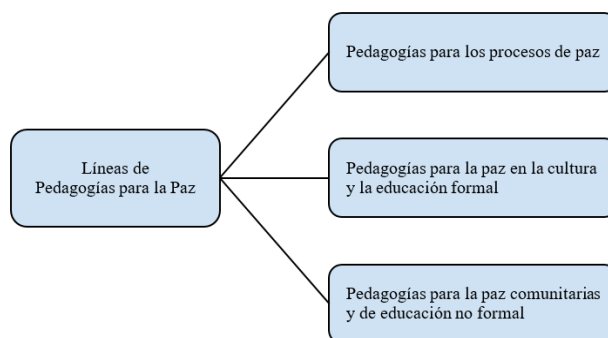 Líneas de
Pedagogías para la Paz
Pedagogías para los procesos de paz
Pedagogías para la paz en la cultura
y la educación formal
Pedagogías para la paz comunitarias
y de educación no formal